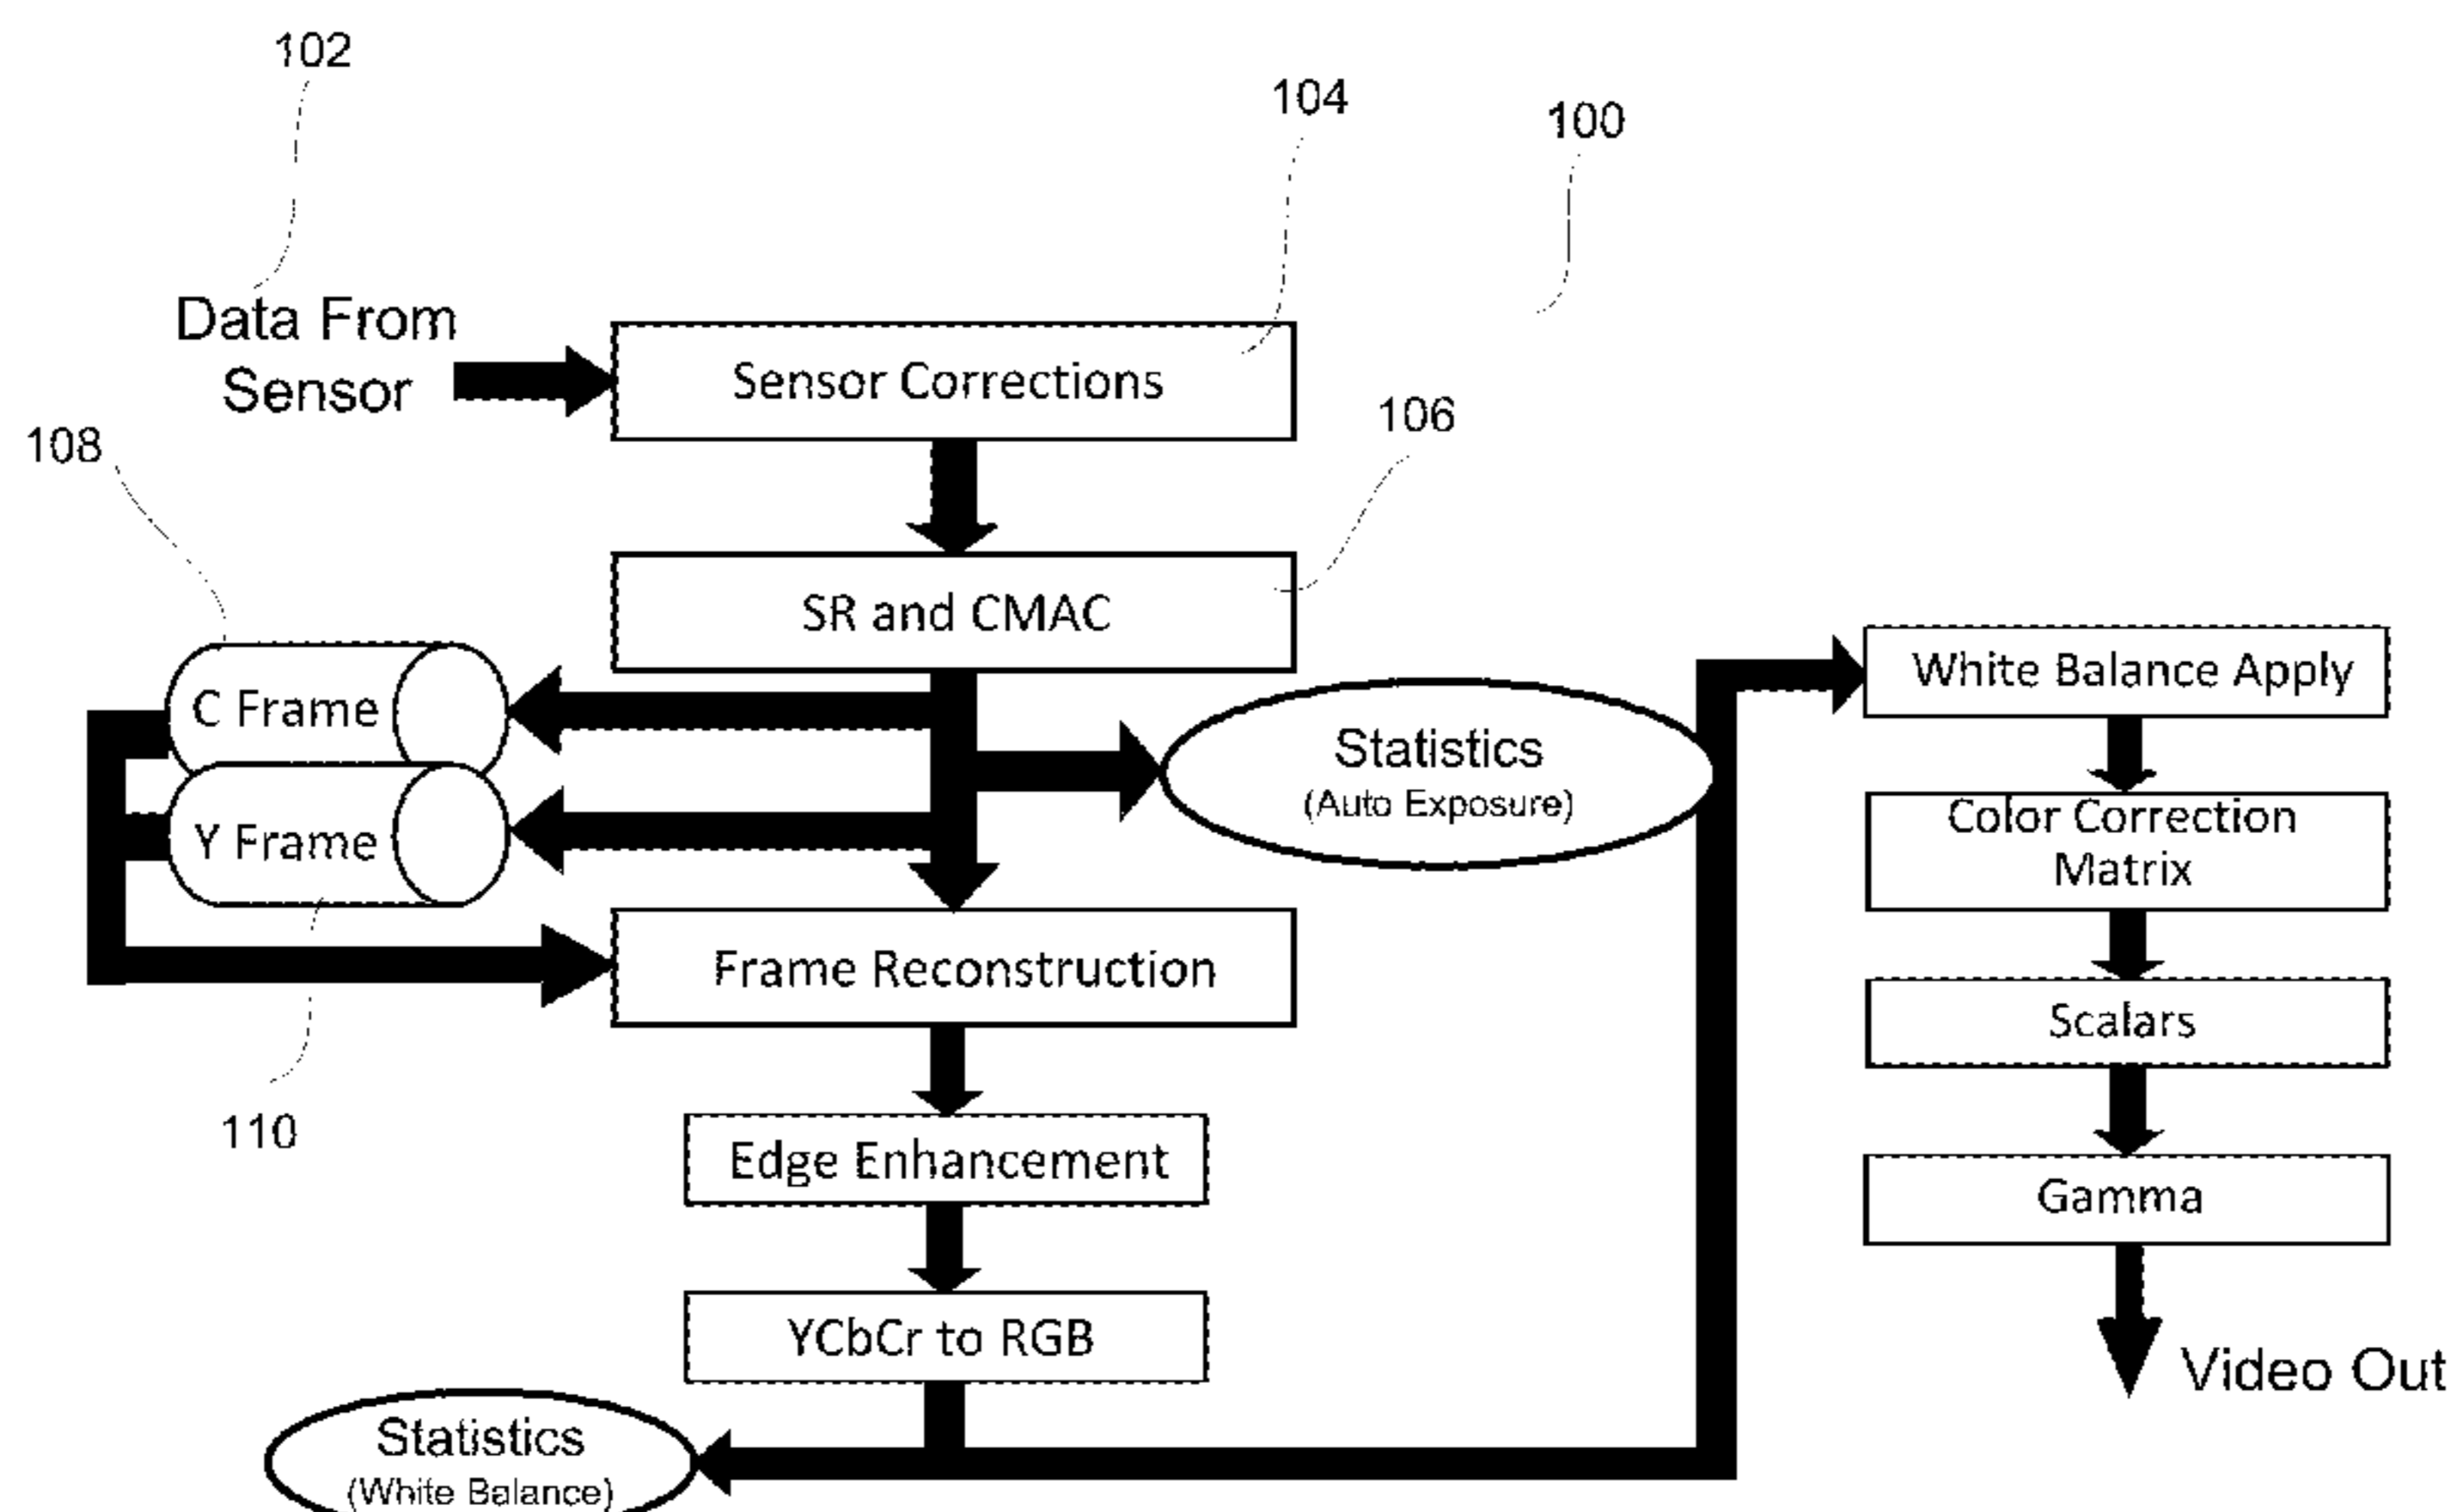 102
104
100
Data From
Sensor
Sensor Corrections
106
108
SR and CMAC
C Frame
Y Frame
Statistics
(Auto Exposure)
White Balance Apply
Color Correction
Matrix
Frame Reconstruction
Scalars
110
Edge Enhancement
Gamma
YCbCr to RGB
Video Out
Statistics
(White Balance)